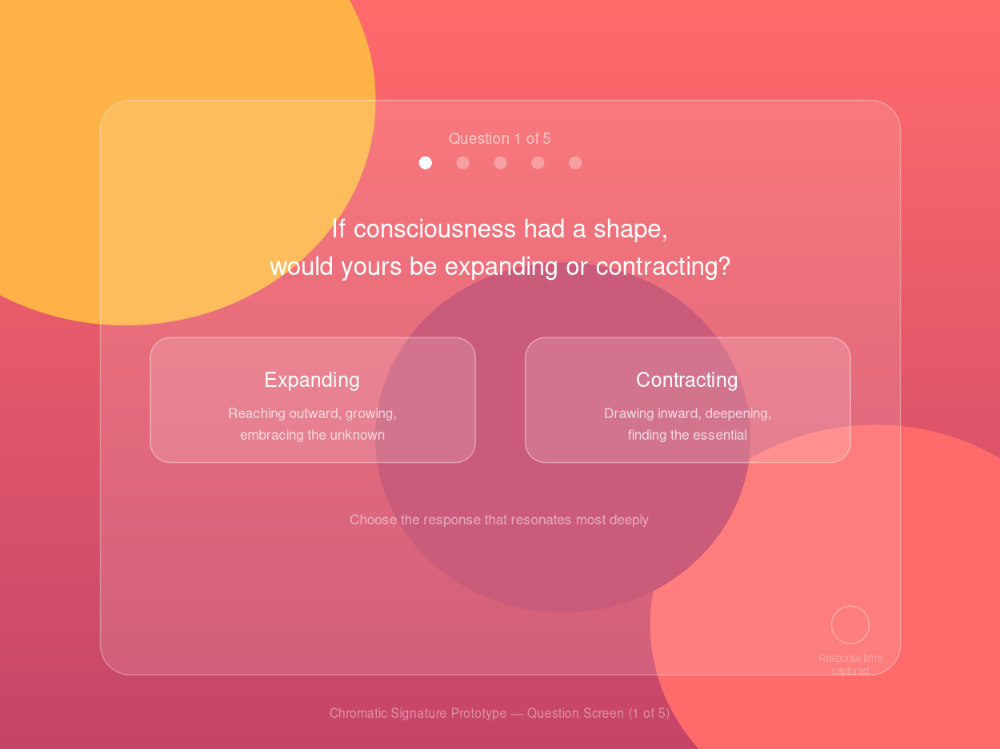 Question 1 of 5
If consciousness had a shape,
would yours be expanding or contracting?
Expanding
Reaching outward, growing,
embracing the unknown
Contracting
Drawing inward, deepening,
finding the essential
Choose the response that resonates most deeply
Response time
captured
Chromatic Signature Prototype — Question Screen (1 of 5)